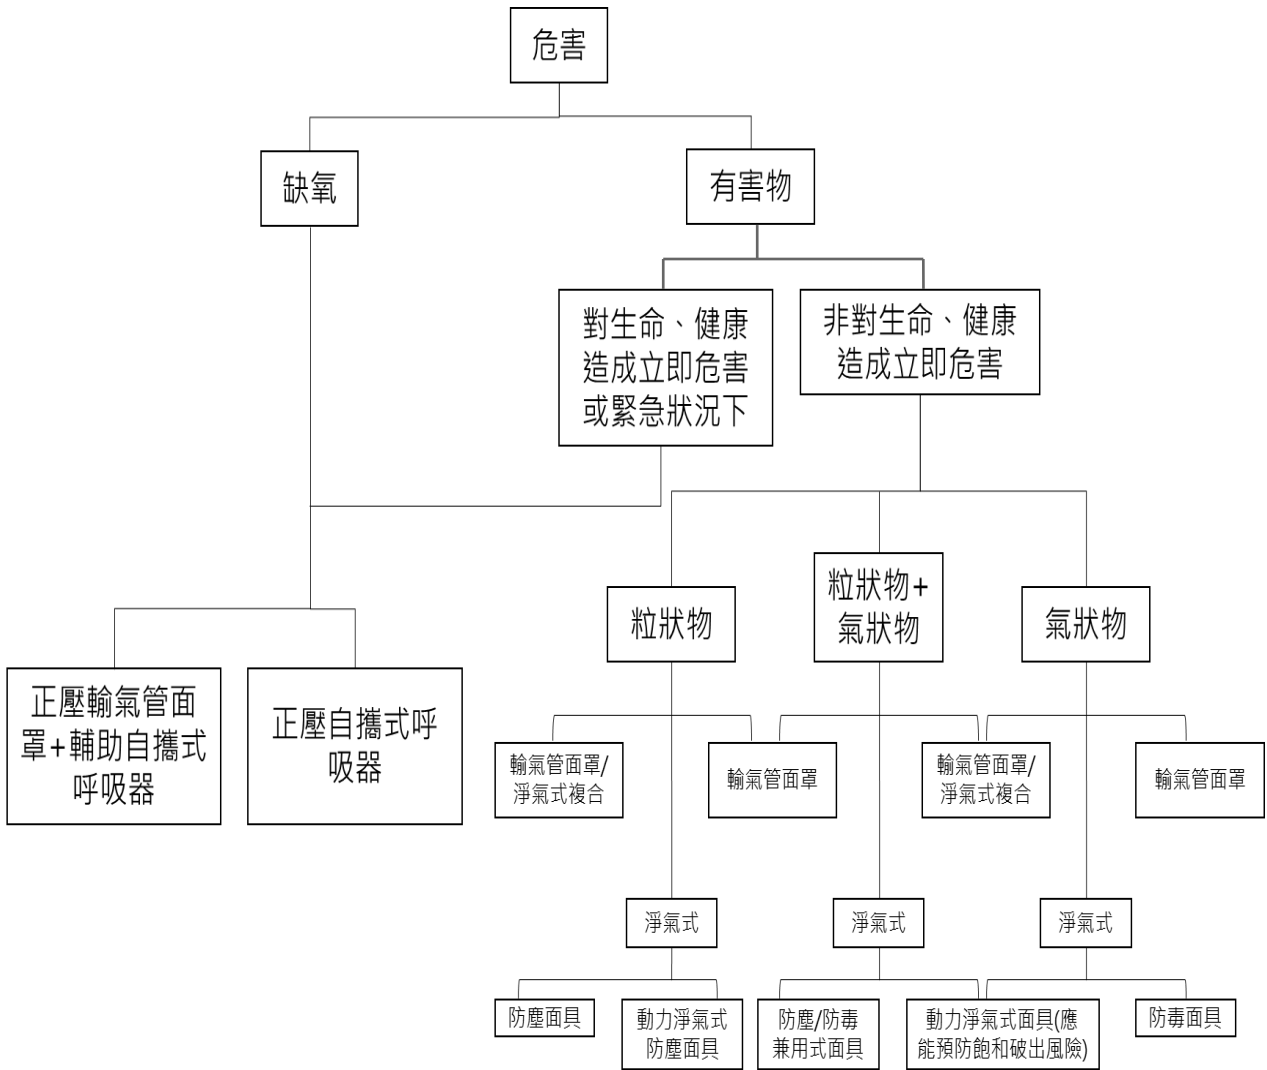 危害
缺氧
有害物
對生命、健康
造成立即危害
或緊急狀況下
非對生命、健康
造成立即危害
粒狀物
粒狀物+
氣狀物
氣狀物
正壓輸氣管面
罩+輔助自攜式
呼吸器
正壓自攜式呼
吸器
輸氣管面罩/
淨氣式複合
輸氣管面罩
輸氣管面罩/
淨氣式複合
輸氣管面罩
淨氣式
淨氣式
淨氣式
防塵面具
動力淨氣式
防塵面具
防塵/防毒
兼用式面具
動力淨氣式面具(應
能預防飽和破出風險)
防毒面具